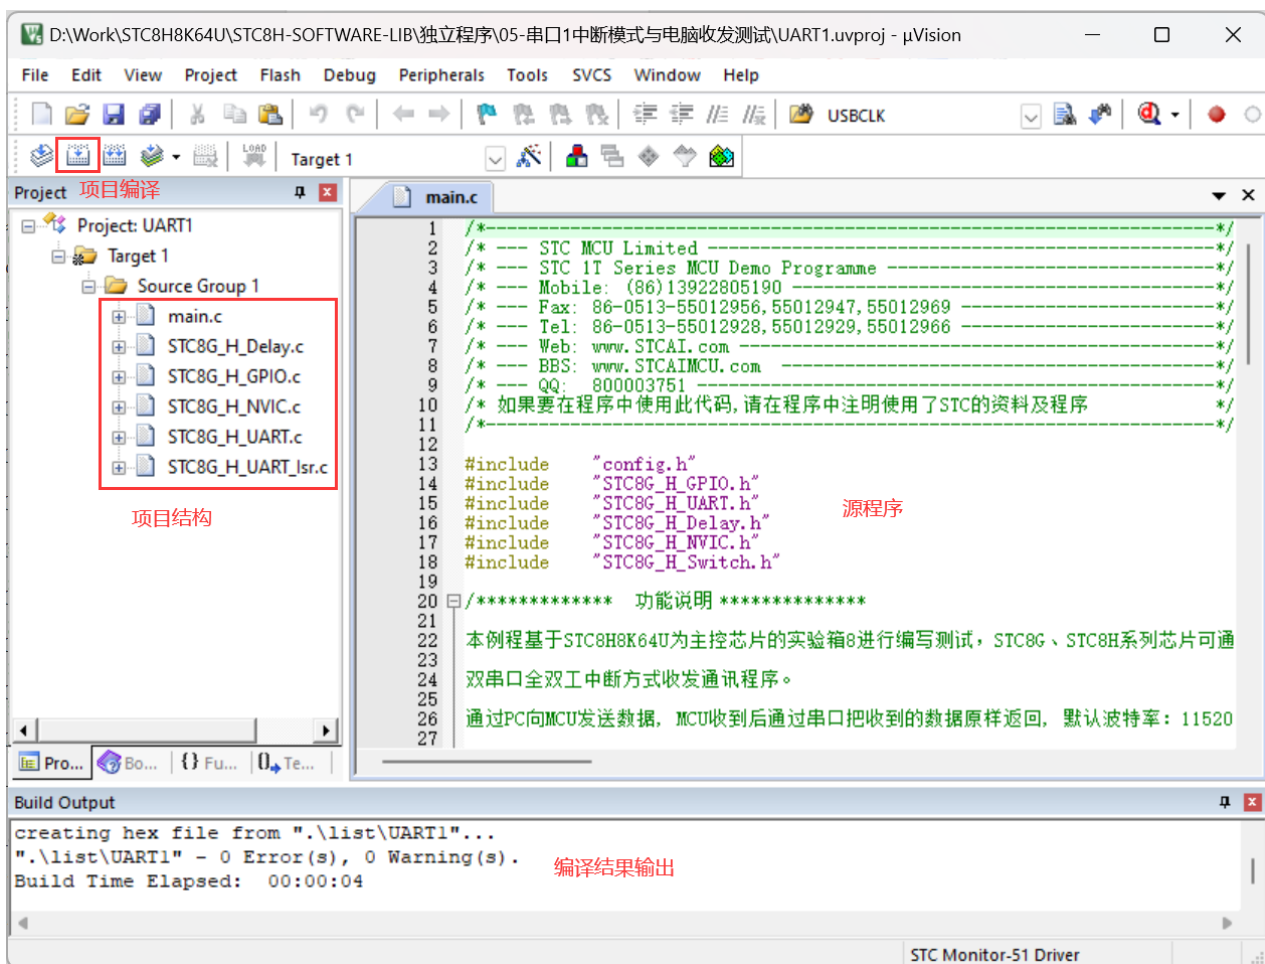 D:\Work\STC8H8K64U\STC8H-SOFTWARE-LIB\独立程序\05-串口1中断模式与电脑收发测试\UART1.uvproj - µVision
File Edit View Project Flash Debug Peripherals Tools SVCS Window Help
USBCLK
LOAD
Target 1
Project
项目编译
Project: UART1
Target 1
Source Group 1
main.c
STC8G_H_Delay.c
STC8G_H_GPIO.c
STC8G_H_NVIC.c
STC8G_H_UART.c
STC8G_H_UART_Isr.c
项目结构
Pro... Bo... {} Fu... Te...
main.c
1 /*---------------------------------------------------------------------*/
2 /* --- STC MCU Limited ------------------------------------------------*/
3 /* --- STC 1T Series MCU Demo Programme -------------------------------*/
4 /* --- Mobile: (86)13922805190 ----------------------------------------*/
5 /* --- Fax: 86-0513-55012956,55012947,55012969 ------------------------*/
6 /* --- Tel: 86-0513-55012928,55012929,55012966 ------------------------*/
7 /* --- Web: www.STCAI.com ---------------------------------------------*/
8 /* --- BBS: www.STCAIMCU.com -----------------------------------------*/
9 /* --- QQ: 800003751 -------------------------------------------------*/
10 /* 如果要在程序中使用此代码,请在程序中注明使用了STC的资料及程序 */
11 /*---------------------------------------------------------------------*/
12
13 #include "config.h"
14 #include "STC8G_H_GPIO.h"
15 #include "STC8G_H_UART.h"
16 #include "STC8G_H_Delay.h"
17 #include "STC8G_H_NVIC.h"
18 #include "STC8G_H_Switch.h"
源程序
19
20 /************* 功能说明 **************
21
22 本例程基于STC8H8K64U为主控芯片的实验箱8进行编写测试，STC8G、STC8H系列芯片可通
23
24 双串口全双工中断方式收发通讯程序。
25
26 通过PC向MCU发送数据, MCU收到后通过串口把收到的数据原样返回, 默认波特率：11520
27
Build Output
creating hex file from ".\list\UART1"...
".\list\UART1" - 0 Error(s), 0 Warning(s).
Build Time Elapsed: 00:00:04
编译结果输出
STC Monitor-51 Driver